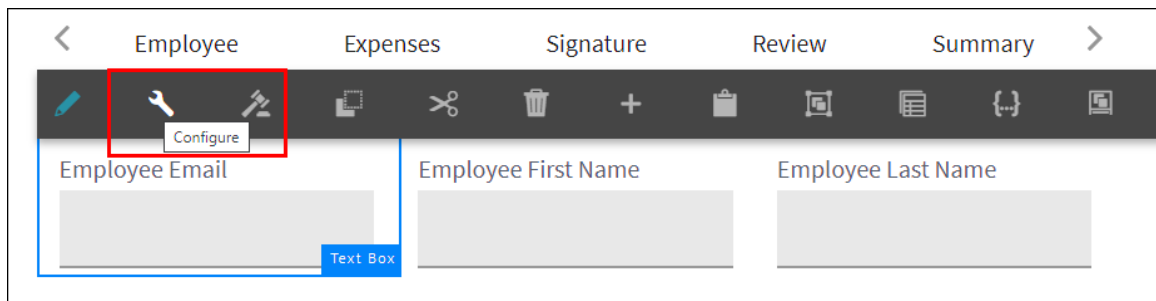 Employee Expenses Signature Review Summary
Configure
Employee Email Employee First Name Employee Last Name
Text Box